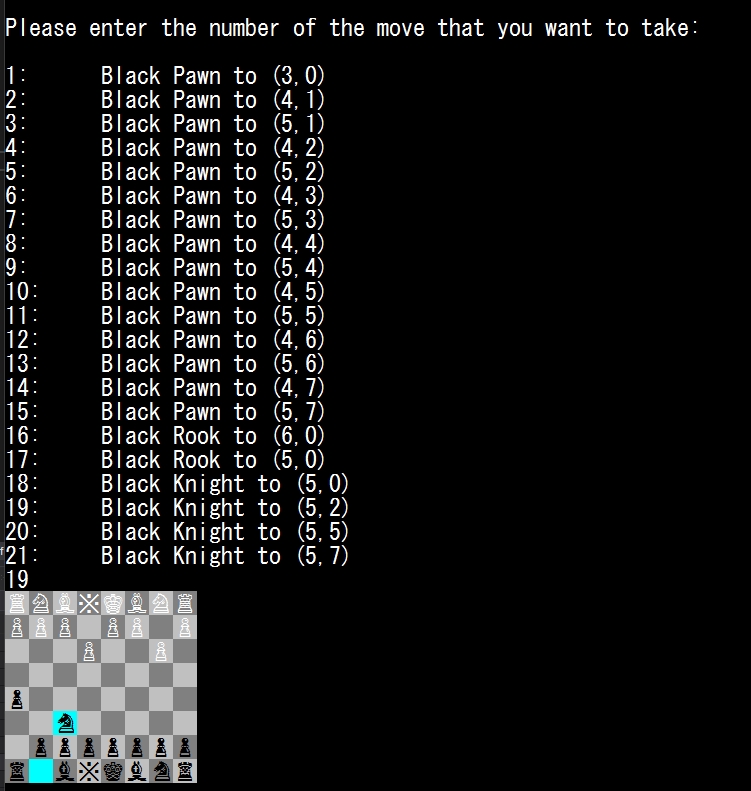 Please enter the number of the move that you want to take:
1: Black Pawn to (3,0)
2: Black Pawn to (4,1)
3: Black Pawn to (5,1)
4: Black Pawn to (4,2)
5: Black Pawn to (5,2)
6: Black Pawn to (4,3)
7: Black Pawn to (5,3)
8: Black Pawn to (4,4)
9: Black Pawn to (5,4)
10: Black Pawn to (4,5)
11: Black Pawn to (5,5)
12: Black Pawn to (4,6)
13: Black Pawn to (5,6)
14: Black Pawn to (4,7)
15: Black Pawn to (5,7)
16: Black Rook to (6,0)
17: Black Rook to (5,0)
18: Black Knight to (5,0)
19: Black Knight to (5,2)
20: Black Knight to (5,5)
21: Black Knight to (5,7)
19